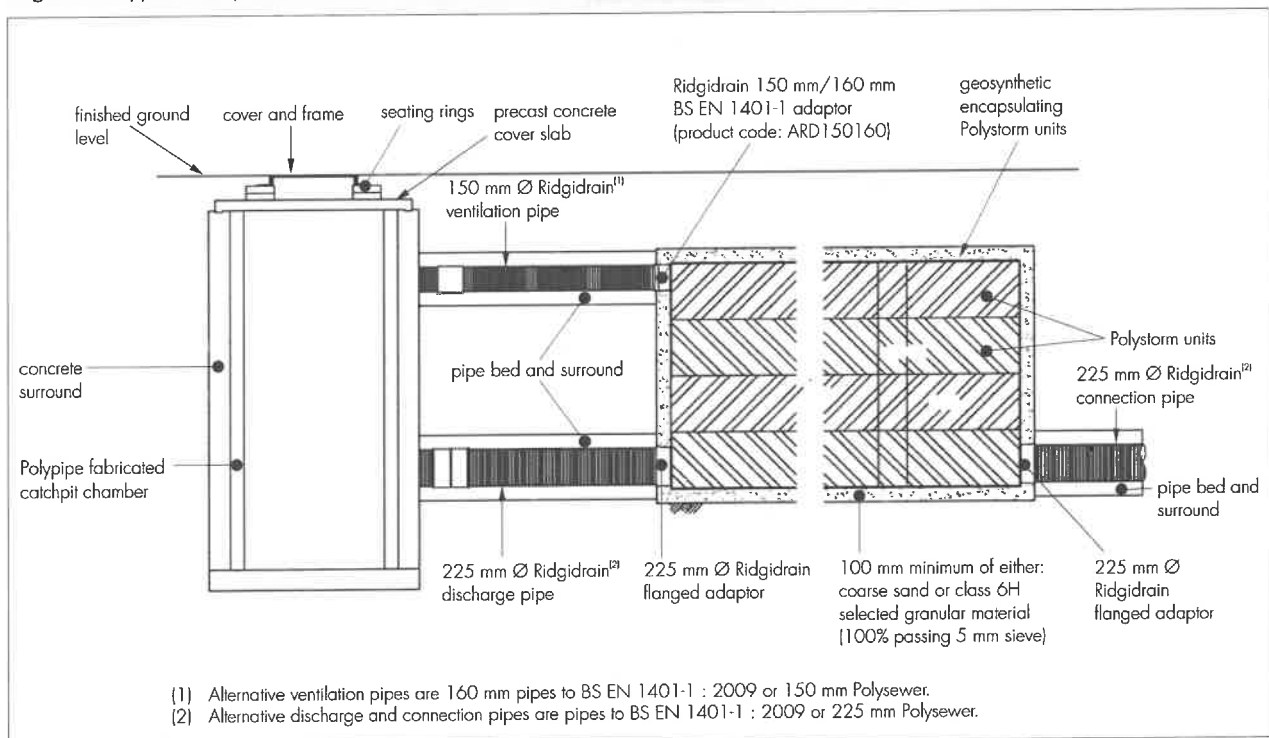 finished ground
level
cover and frame
seating rings
precast concrete
cover slab
Ridgidrain 150 mm/160 mm
BS EN 1401-1 adaptor
(product code: ARD150160)
geosynthetic
encapsulating
Polystorm units
150 mm Ø Ridgidrain(1)
ventilation pipe
concrete
surround
pipe bed and surround
Polystorm units
225 mm Ø Ridgidrain(2)
connection pipe
Polypipe fabricated
catchpit chamber
pipe bed and
surround
225 mm Ø Ridgidrain(2)
discharge pipe
225 mm Ø Ridgidrain
flanged adaptor
100 mm minimum of either:
coarse sand or class 6H
selected granular material
(100% passing 5 mm sieve)
225 mm Ø
Ridgidrain
flanged adaptor
(1) Alternative ventilation pipes are 160 mm pipes to BS EN 1401-1 : 2009 or 150 mm Polysewer.
(2) Alternative discharge and connection pipes are pipes to BS EN 1401-1 : 2009 or 225 mm Polysewer.